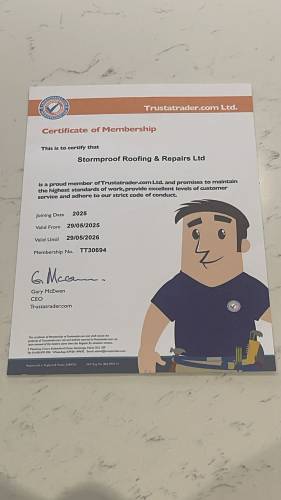 Trustatrader.com Ltd.
Certificate of Membership
This is to certify that
Stormproof Roofing & Repairs Ltd
is a proud member of Trustatrader.com Ltd. and promises to maintain
the highest standards of work, provide excellent levels of customer
service and adhere to our strict code of conduct.
Joining Date 2025
Valid From 29/05/2025
Valid Until 29/05/2026
Membership No. TT30694
Gary McEwen
CEO
Trustatrader.com